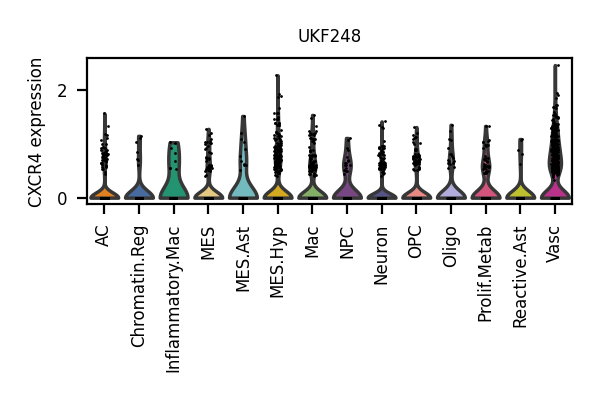 UKF248
CXCR4 expression
2
0
AC
Chromatin.Reg
Inflammatory.Mac
MES
MES.Ast
MES.Hyp
Mac
NPC
Neuron
OPC
Oligo
Prolif.Metab
Reactive.Ast
Vasc